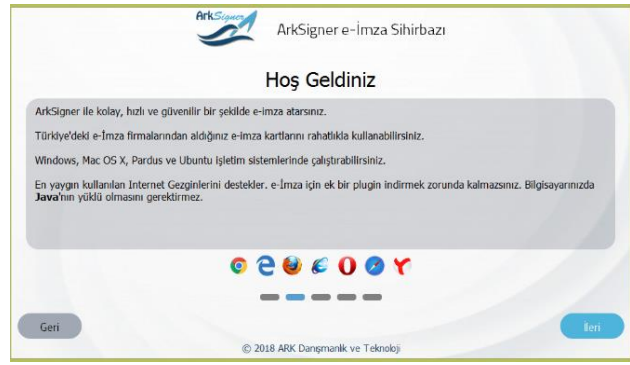 ArkSigner
ArkSigner e-İmza Sihirbazı
Hoş Geldiniz
ArkSigner ile kolay, hızlı ve güvenilir bir şekilde e-imza atarsınız.
Türkiye'deki e-İmza firmalarından aldığınız e-imza kartlarını rahatlıkla kullanabilirsiniz.
Windows, Mac OS X, Pardus ve Ubuntu işletim sistemlerinde çalıştırabilirsiniz.
En yaygın kullanılan Internet Gezginlerini destekler. e-İmza için ek bir plugin indirmek zorunda kalmazsınız. Bilgisayarınızda
Java'nın yüklü olmasını gerektirmez.
Geri
İleri
© 2018 ARK Danışmanlık ve Teknoloji